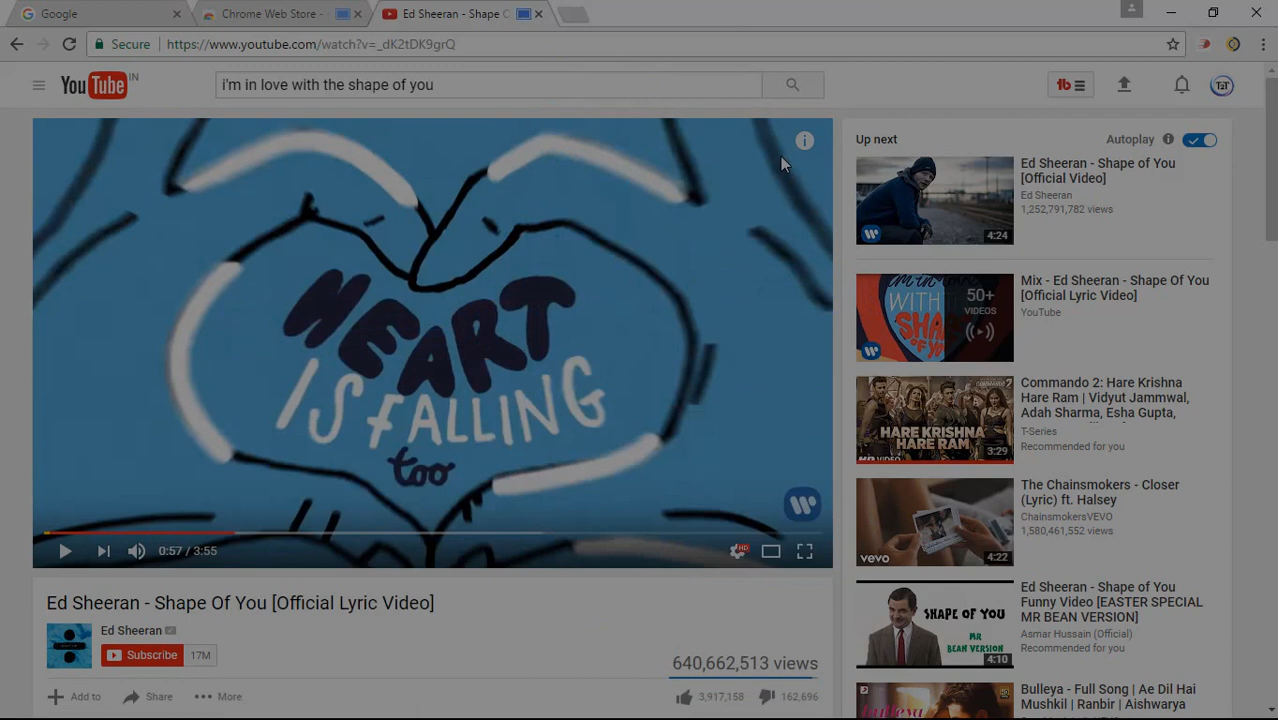 Google
Chrome Web Store -
Ed Sheeran - Shape O
Secure
https://www.youtube.com/watch?v=_dK2tDK9grQ
YouTube IN
i'm in love with the shape of you
HEART
IS FALLING
too
0:57 / 3:55
HD
Ed Sheeran - Shape Of You [Official Lyric Video]
Ed Sheeran
Subscribe 17M
640,662,513 views
Add to Share More
3,917,158 162,696
Up next
Autoplay
Ed Sheeran - Shape of You
[Official Video]
Ed Sheeran
1,252,791,782 views
4:24
Mix - Ed Sheeran - Shape Of You
[Official Lyric Video]
YouTube
WITH
50+
VIDEOS
Commando 2: Hare Krishna
Hare Ram | Vidyut Jammwal,
Adah Sharma, Esha Gupta,
T-Series
Recommended for you
HARE KRISHNA
HARE RAM
3:29
The Chainsmokers - Closer
(Lyric) ft. Halsey
ChainsmokersVEVO
1,580,461,552 views
vevo
4:22
Ed Sheeran - Shape of You
Funny Video [EASTER SPECIAL
MR BEAN VERSION]
Asmar Hussain (Official)
Recommended for you
SHAPE OF YOU
MR
BEAN VERSION
4:10
Bulleya - Full Song | Ae Dil Hai
Mushkil | Ranbir | Aishwarya